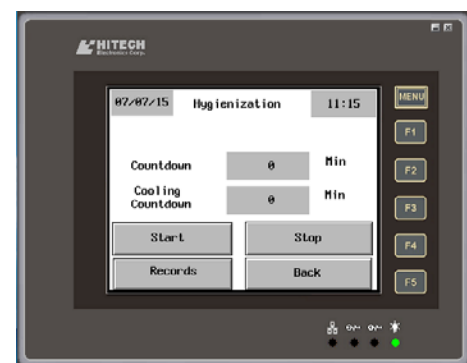 HITECH
Electronics Corp.
07/07/15 Hygienization 11:15
MENU
F1
Countdown 0 Min
F2
Cooling
Countdown 0 Min
F3
Start Stop
F4
Records Back
F5